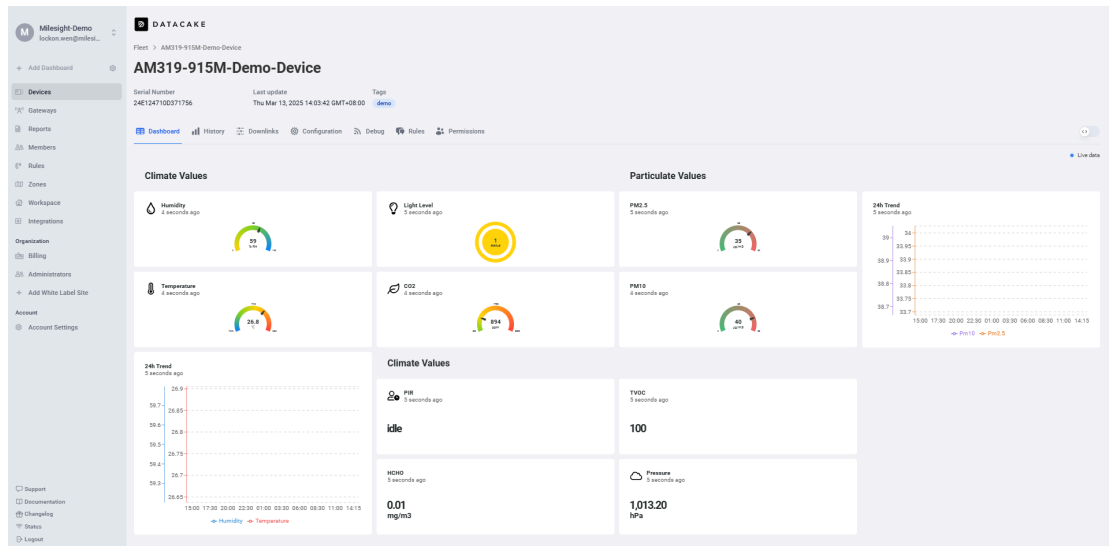 M
Milesight-Demo
lockon.wen@milesi...
+ Add Dashboard
Devices
Gateways
Reports
Members
Rules
Zones
Workspace
Integrations
Organization
Billing
Administrators
+ Add White Label Site
Account
Account Settings
Support
Documentation
Changelog
Status
Logout
DATACAKE
Fleet > AM319-915M-Demo-Device
AM319-915M-Demo-Device
Serial Number
24E124710D371756
Last update
Thu Mar 13, 2025 14:03:42 GMT+08:00
Tags
demo
Dashboard History Downlinks Configuration Debug Rules Permissions
Live data
Climate Values
Particulate Values
Humidity
4 seconds ago
59
Light Level
5 seconds ago
1
PM2.5
5 seconds ago
35
24h Trend
5 seconds ago
39 34
33.95
38.9 33.9
33.85
38.8 33.8
33.75
38.7 33.7
15:00 17:30 20:00 22:30 01:00 03:30 06:00 08:30 11:00 14:15
Pm10 Pm2.5
Temperature
4 seconds ago
26.8
°C
CO2
4 seconds ago
894
ppm
PM10
4 seconds ago
40
24h Trend
5 seconds ago
26.9
59.7 26.85
59.6 26.8
59.5 26.75
59.4 26.7
59.3 26.65
15:00 17:30 20:00 22:30 01:00 03:30 06:00 08:30 11:00 14:15
Humidity Temperature
Climate Values
PIR
5 seconds ago
idle
TVOC
5 seconds ago
100
HCHO
5 seconds ago
0.01
mg/m3
Pressure
5 seconds ago
1,013.20
hPa